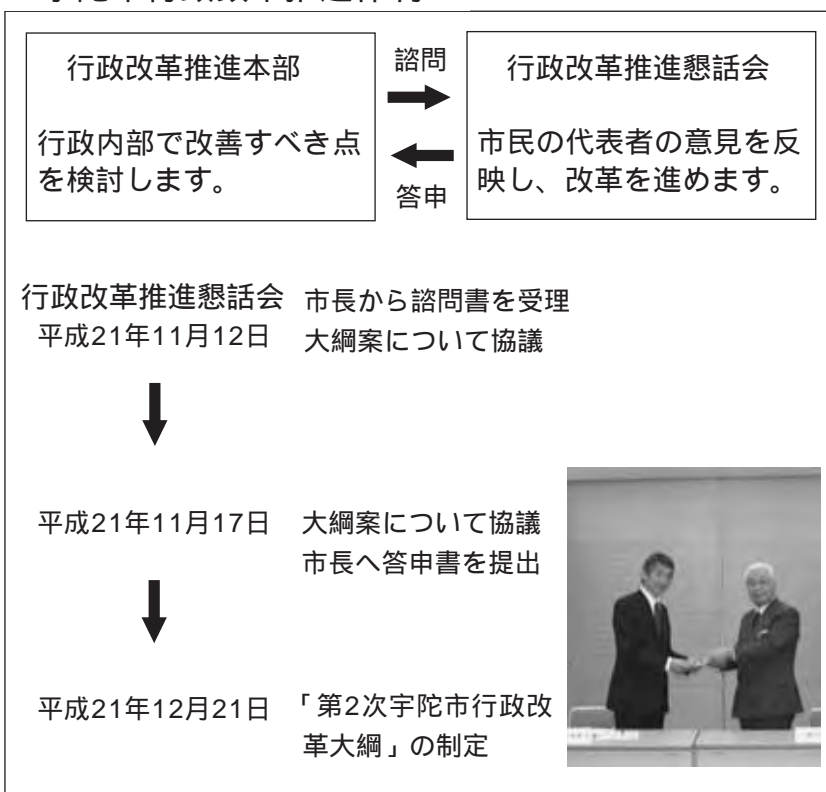 行政改革推進本部
行政内部で改善すべき点
を検討します。
諮問
答申
行政改革推進懇話会
市民の代表者の意見を反
映し、改革を進めます。
行政改革推進懇話会
平成21年11月12日
市長から諮問書を受理
大綱案について協議
平成21年11月17日
大綱案について協議
市長へ答申書を提出
平成21年12月21日
「第2次宇陀市行政改
革大綱」の制定